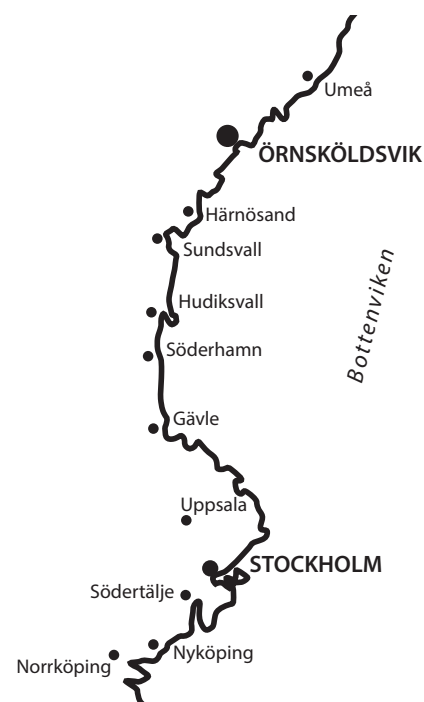 Umeå
ÖRNSKÖLDSVIK
Härnösand
Sundsvall
Bottenviken
Hudiksvall
Söderhamn
Gävle
Uppsala
STOCKHOLM
Södertälje
Nyköping
Norrköping